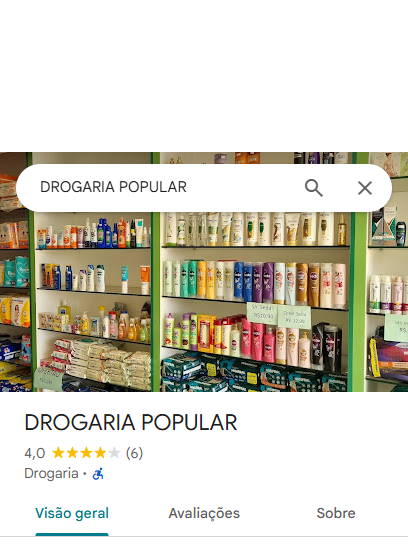 DROGARIA POPULAR
DROGARIA POPULAR
4,0 (6)
Drogaria ·
Visão geral Avaliações Sobre